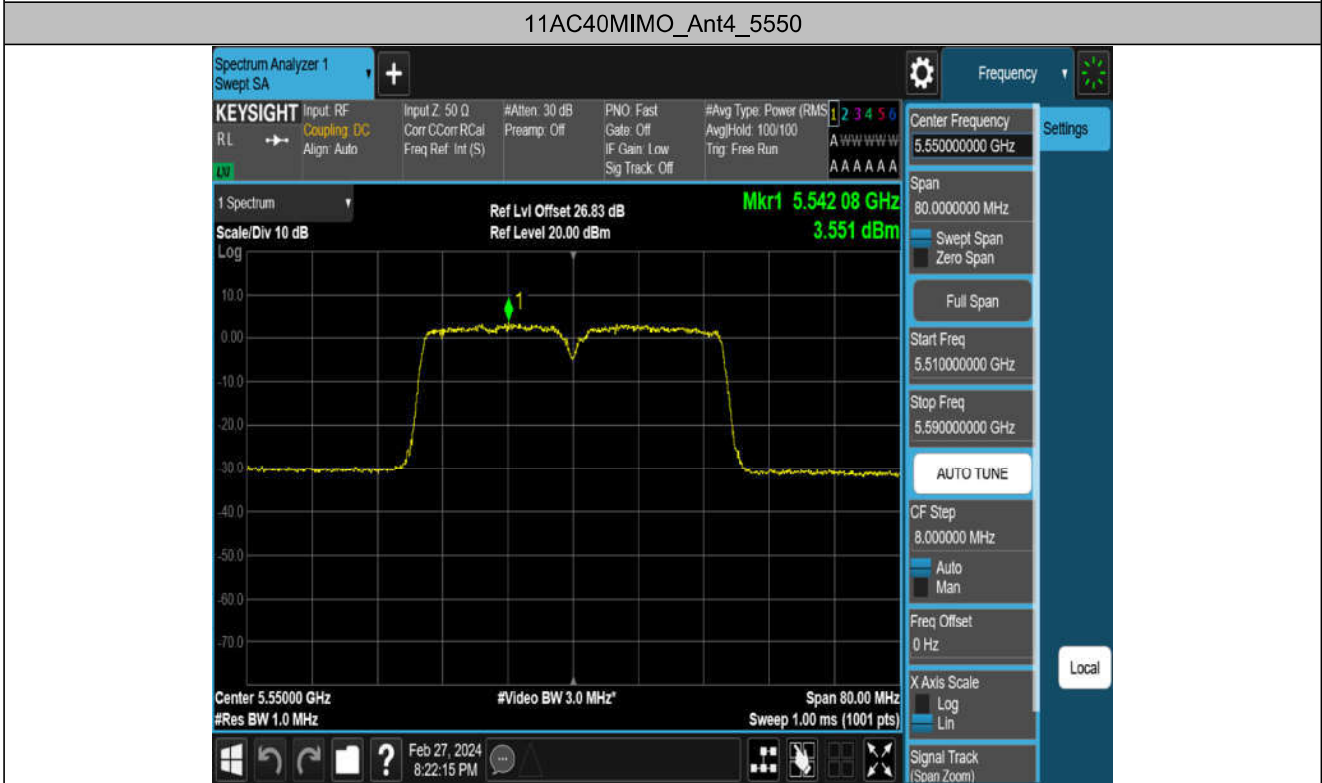 11AC40MIMO_Ant4_5550
Spectrum Analyzer 1
Swept SA
+
Frequency
KEYSIGHT
RL
LXI
Input: RF
Coupling: DC
Align: Auto
Input Z: 50 Ω
Corr CCorr RCal
Freq Ref: Int (S)
#Atten: 30 dB
Preamp: Off
PNO: Fast
Gate: Off
IF Gain: Low
Sig Track: Off
#Avg Type: Power (RMS
Avg|Hold: 100/100
Trig: Free Run
1 2 3 4 5 6
A W W W W W
A A A A A A
1 Spectrum
Scale/Div 10 dB
Ref Lvl Offset 26.83 dB
Ref Level 20.00 dBm
Mkr1 5.542 08 GHz
3.551 dBm
Log
10.0
0.00
-10.0
-20.0
-30.0
-40.0
-50.0
-60.0
-70.0
1
Center 5.55000 GHz
#Res BW 1.0 MHz
#Video BW 3.0 MHz*
Span 80.00 MHz
Sweep 1.00 ms (1001 pts)
?
Feb 27, 2024
8:22:15 PM
Center Frequency
5.550000000 GHz
Settings
Span
80.0000000 MHz
Swept Span
Zero Span
Full Span
Start Freq
5.510000000 GHz
Stop Freq
5.590000000 GHz
AUTO TUNE
CF Step
8.000000 MHz
Auto
Man
Freq Offset
0 Hz
X Axis Scale
Log
Lin
Local
Signal Track
(Span Zoom)